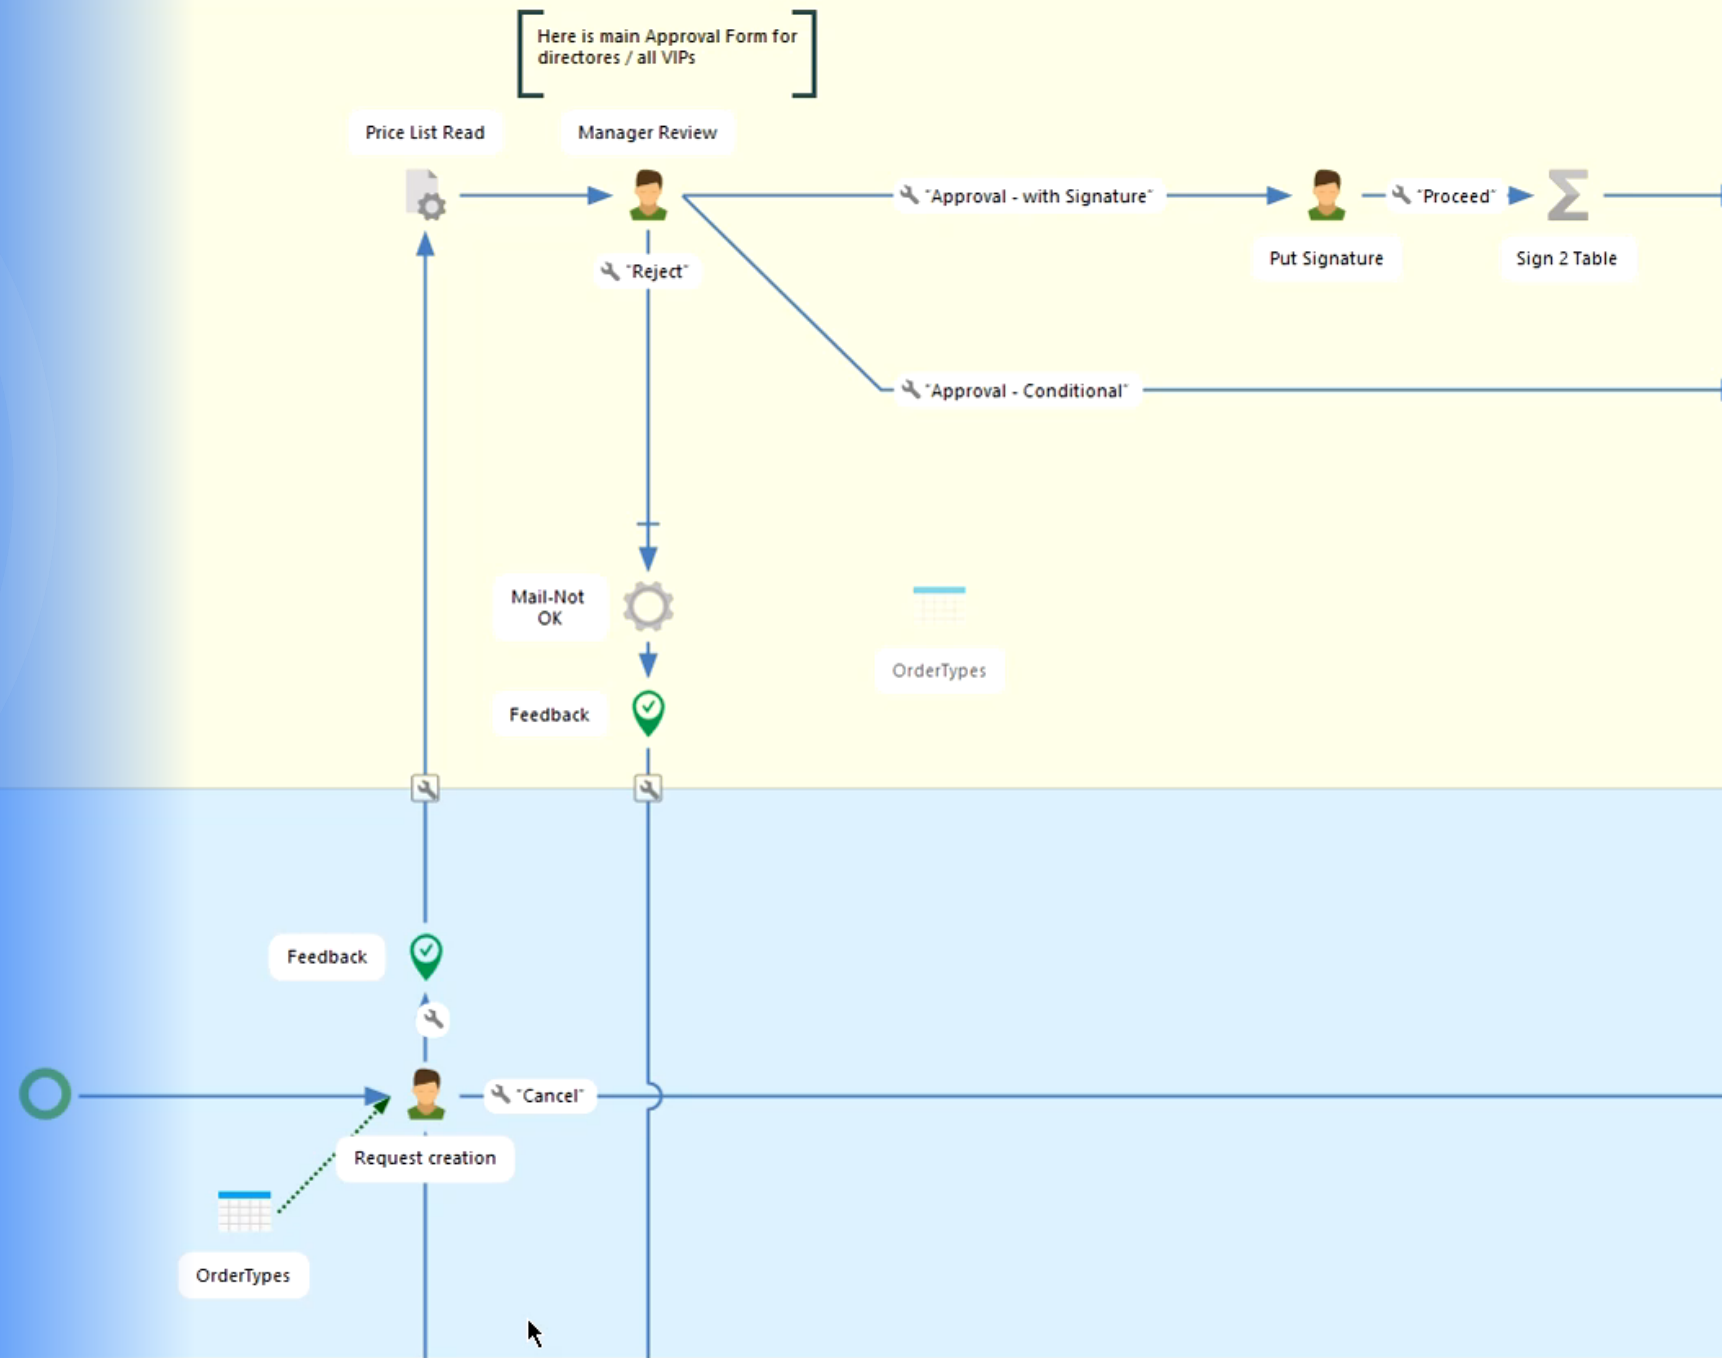 Here is main Approval Form for
directores / all VIPs
Price List Read
Manager Review
"Approval - with Signature"
"Proceed"
"Reject"
Put Signature
Sign 2 Table
"Approval - Conditional"
Mail-Not
OK
OrderTypes
Feedback
Feedback
"Cancel"
Request creation
OrderTypes